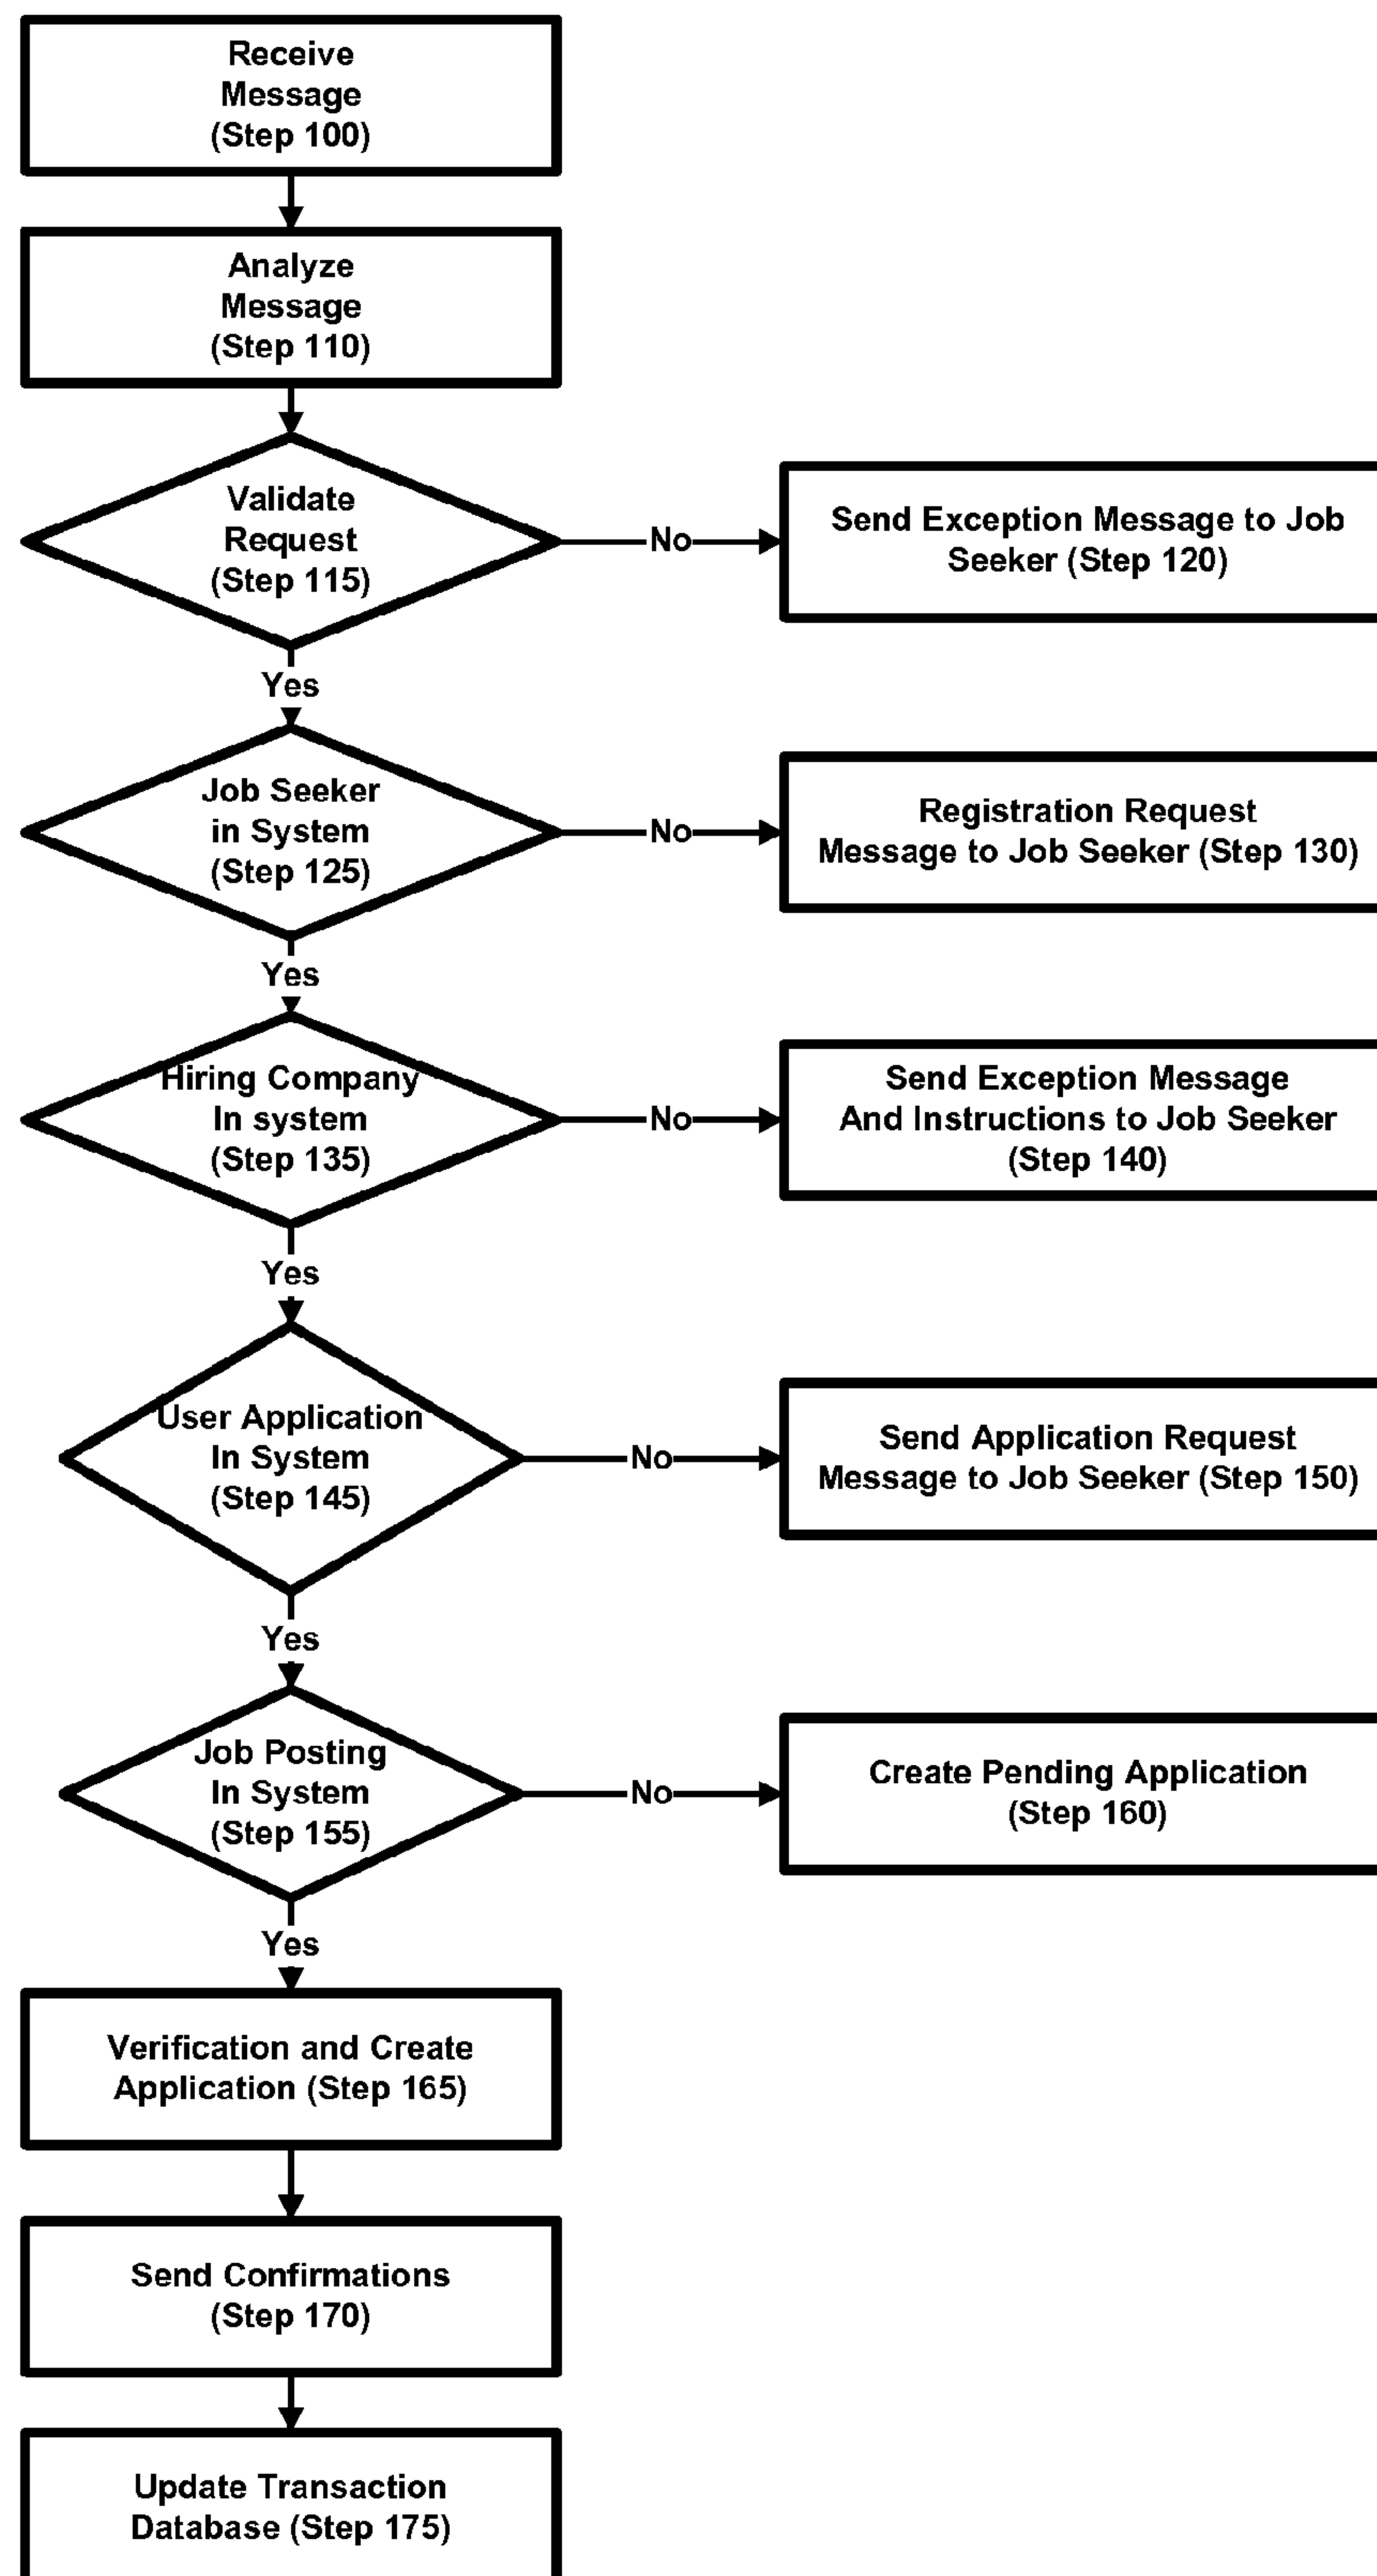 Receive
Message
(Step 100)
Analyze
Message
(Step 110)
Validate
Request
(Step 115)
No
Send Exception Message to Job
Seeker (Step 120)
Yes
Job Seeker
in System
(Step 125)
No
Registration Request
Message to Job Seeker (Step 130)
Yes
Hiring Company
In system
(Step 135)
No
Send Exception Message
And Instructions to Job Seeker
(Step 140)
Yes
User Application
In System
(Step 145)
No
Send Application Request
Message to Job Seeker (Step 150)
Yes
Job Posting
In System
(Step 155)
No
Create Pending Application
(Step 160)
Yes
Verification and Create
Application (Step 165)
Send Confirmations
(Step 170)
Update Transaction
Database (Step 175)